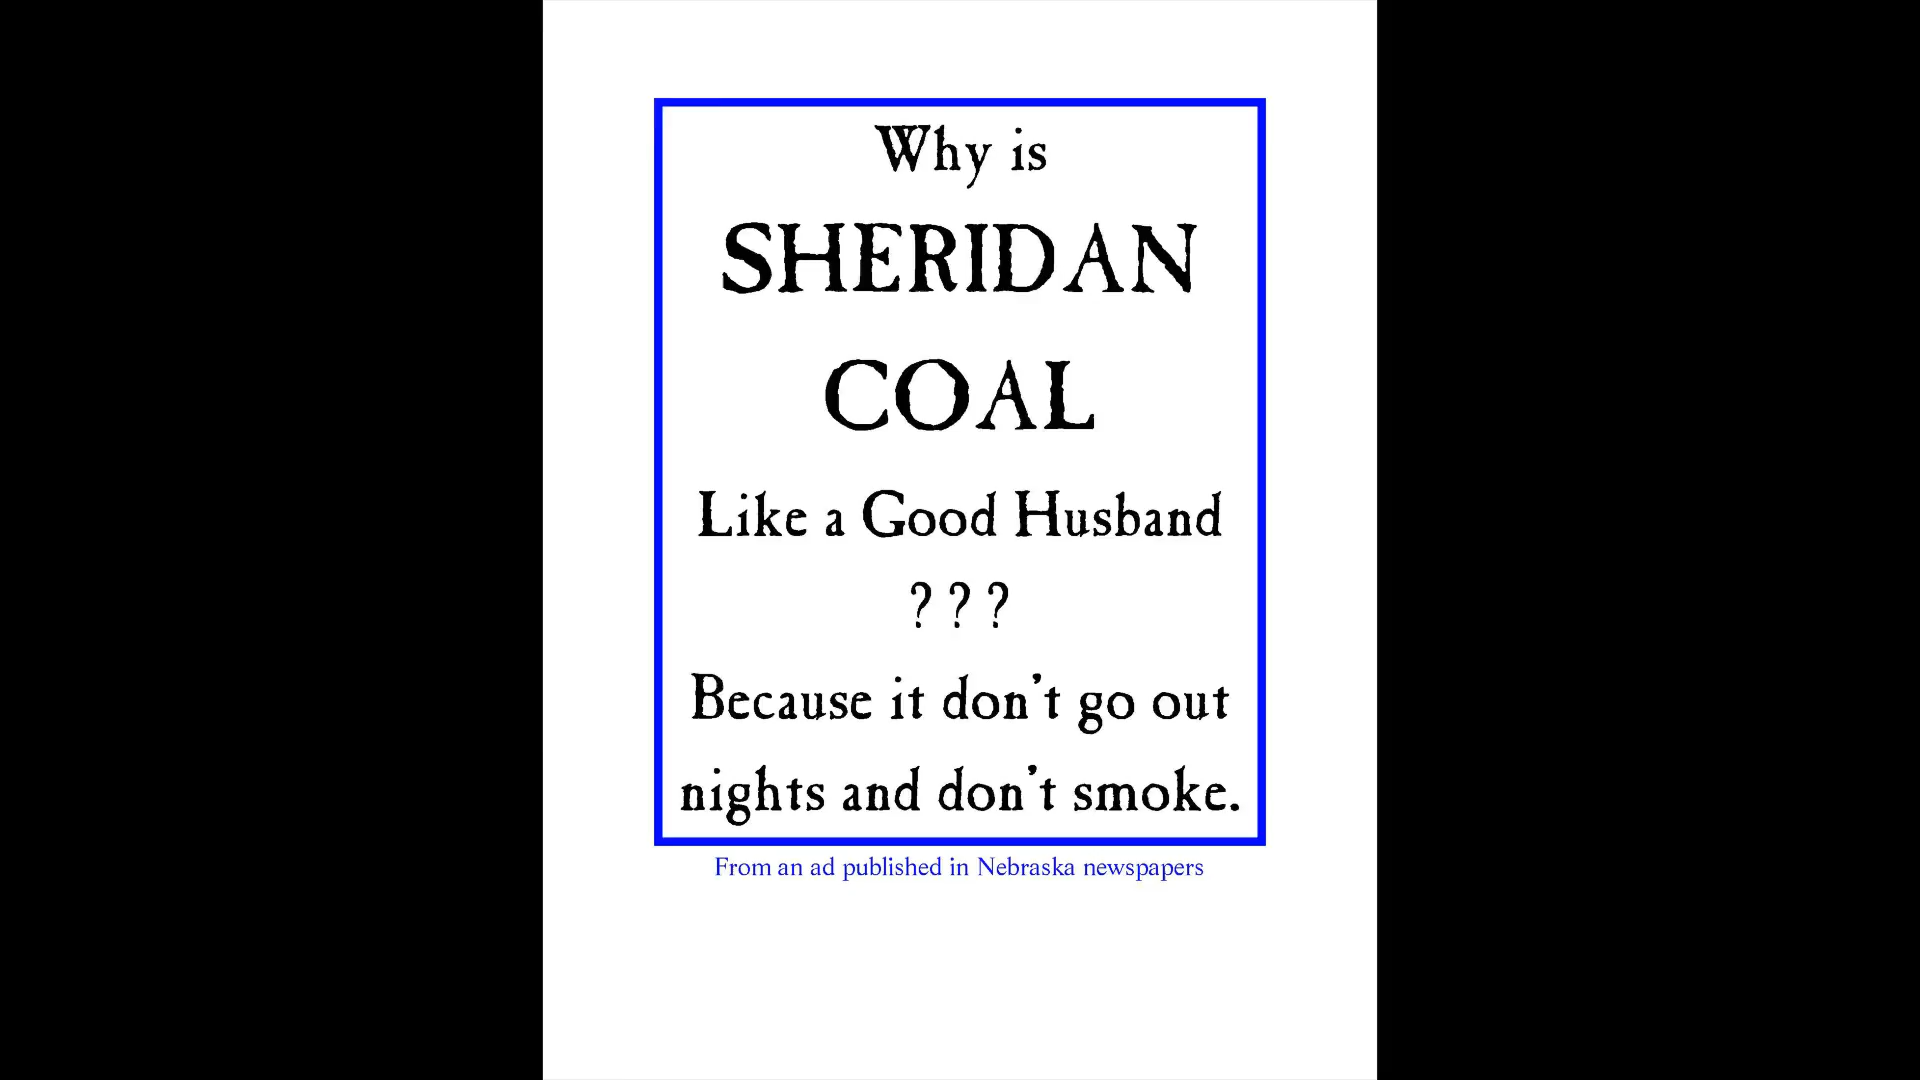 Why is
SHERIDAN
COAL
Like a Good Husband
? ? ?
Because it don't go out
nights and don't smoke.
From an ad published in Nebraska newspapers